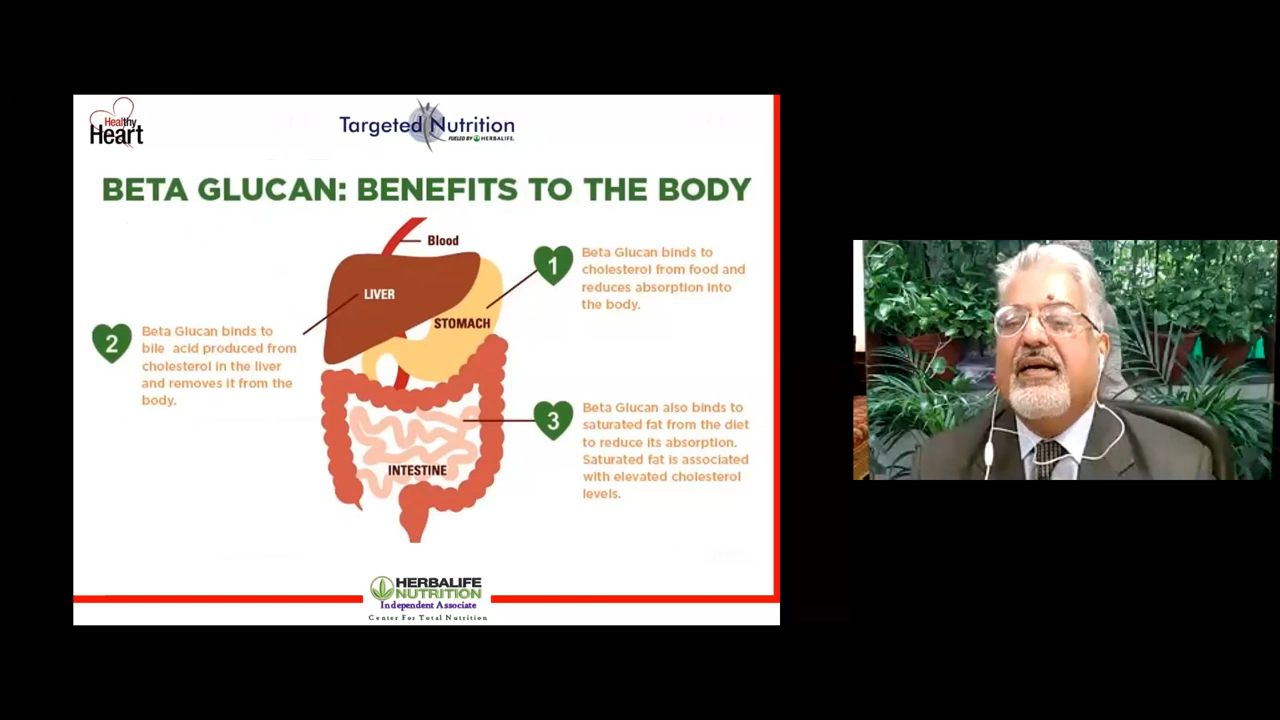 Healthy
Heart
Targeted Nutrition
FUELED BY HERBALIFE.
BETA GLUCAN: BENEFITS TO THE BODY
Blood
LIVER
STOMACH
INTESTINE
1
Beta Glucan binds to
cholesterol from food and
reduces absorption into
the body.
2
Beta Glucan binds to
bile acid produced from
cholesterol in the liver
and removes it from the
body.
3
Beta Glucan also binds to
saturated fat from the diet
to reduce its absorption.
Saturated fat is associated
with elevated cholesterol
levels.
HERBALIFE
NUTRITION
Independent Associate
Center For Total Nutrition